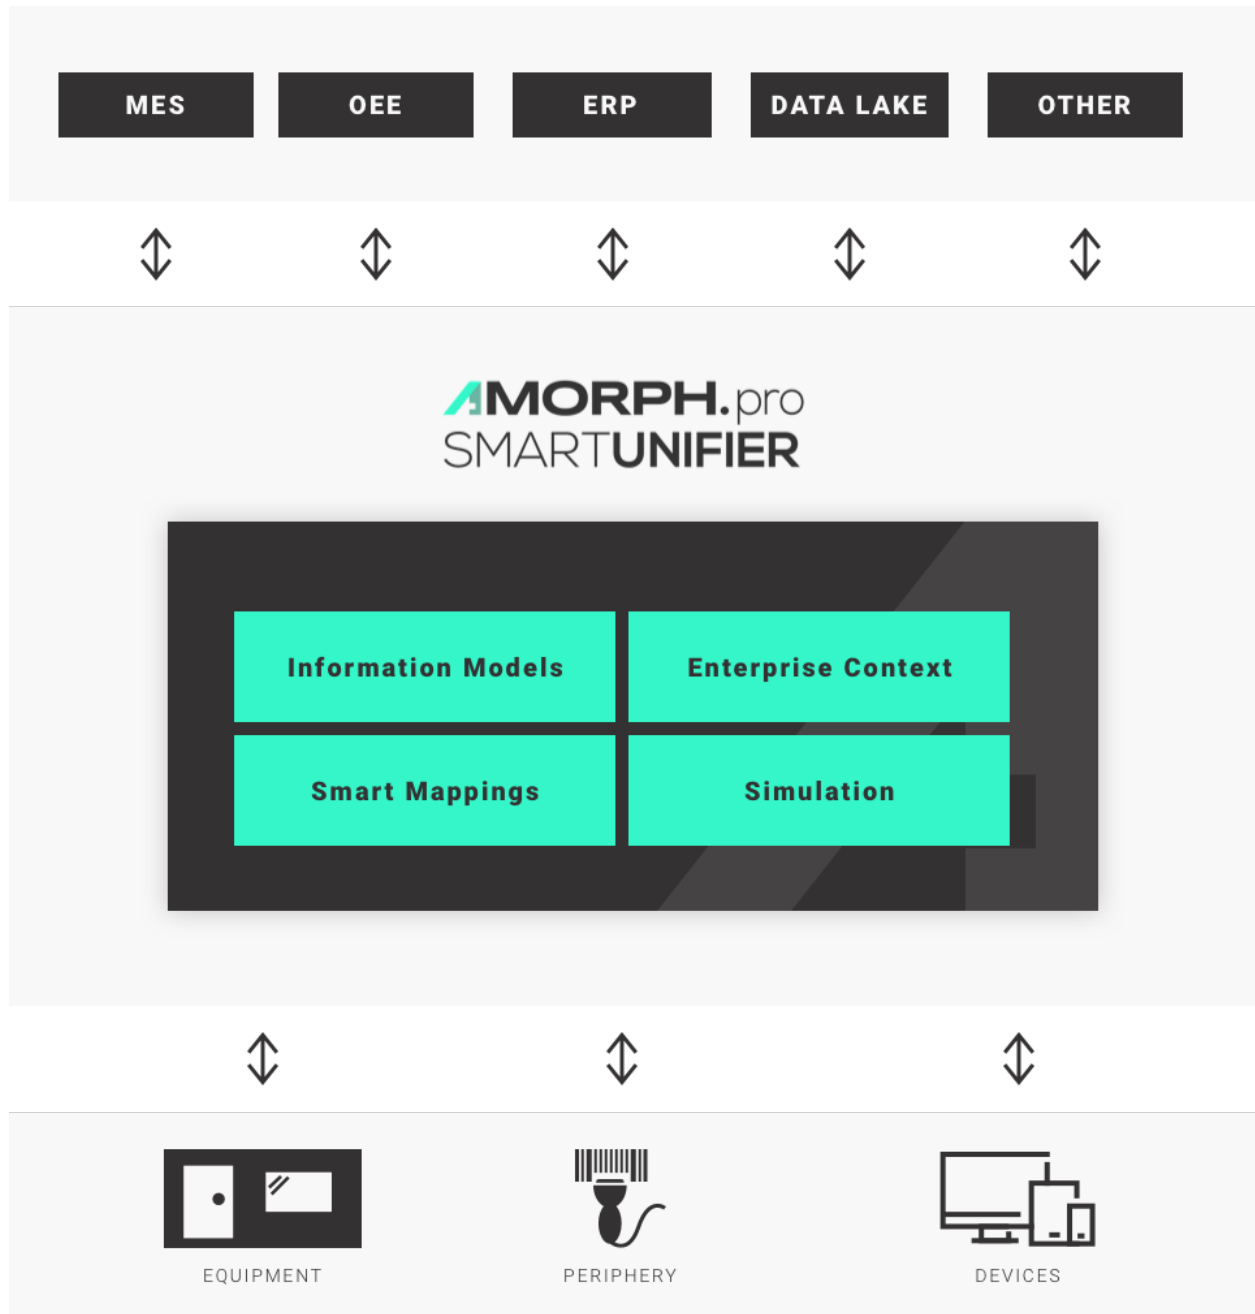 MES
OEE
ERP
DATA LAKE
OTHER
AMORPH.pro
SMARTUNIFIER
Information Models
Enterprise Context
Smart Mappings
Simulation
EQUIPMENT
PERIPHERY
DEVICES